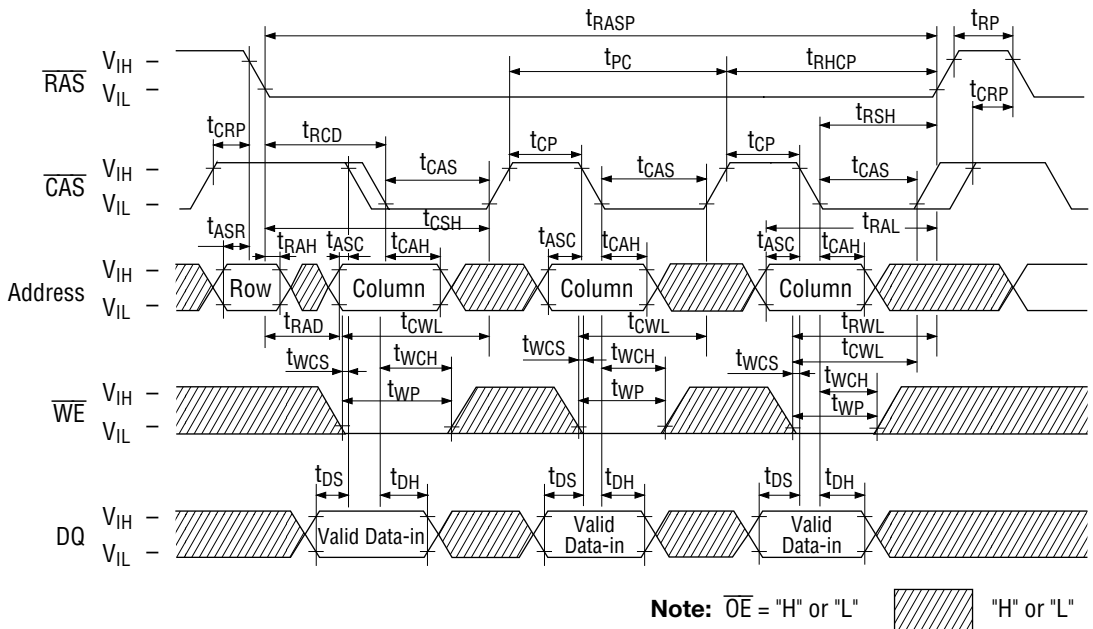 tRASP
tRP
RAS
VIH –
VIL –
tPC
tRHCP
tCRP
tRSH
tCRP
tRCD
tCP
tCP
CAS
VIH –
VIL –
tCAS
tCAS
tCAS
tCSH
tRAL
tASR
tRAH
tASC
tCAH
tASC
tCAH
tASC
tCAH
Address
VIH –
VIL –
Row
Column
Column
Column
tRAD
tCWL
tCWL
tRWL
tCWL
tWCS
tWCH
tWCS
tWCH
tWCS
tWCH
WE
VIH –
VIL –
tWP
tWP
tWP
tDS
tDH
tDS
tDH
tDS
tDH
DQ
VIH –
VIL –
Valid Data-in
Valid
Data-in
Valid
Data-in
Note: OE = "H" or "L"
"H" or "L"